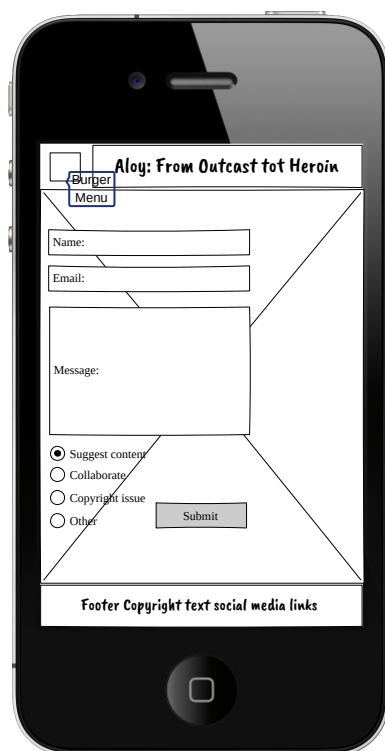 Aloy: From Outcast tot Heroin
Burger
Menu
Name:
Email:
Message:
Suggest content
Collaborate
Copyright issue
Other
Submit
Footer Copyright text social media links